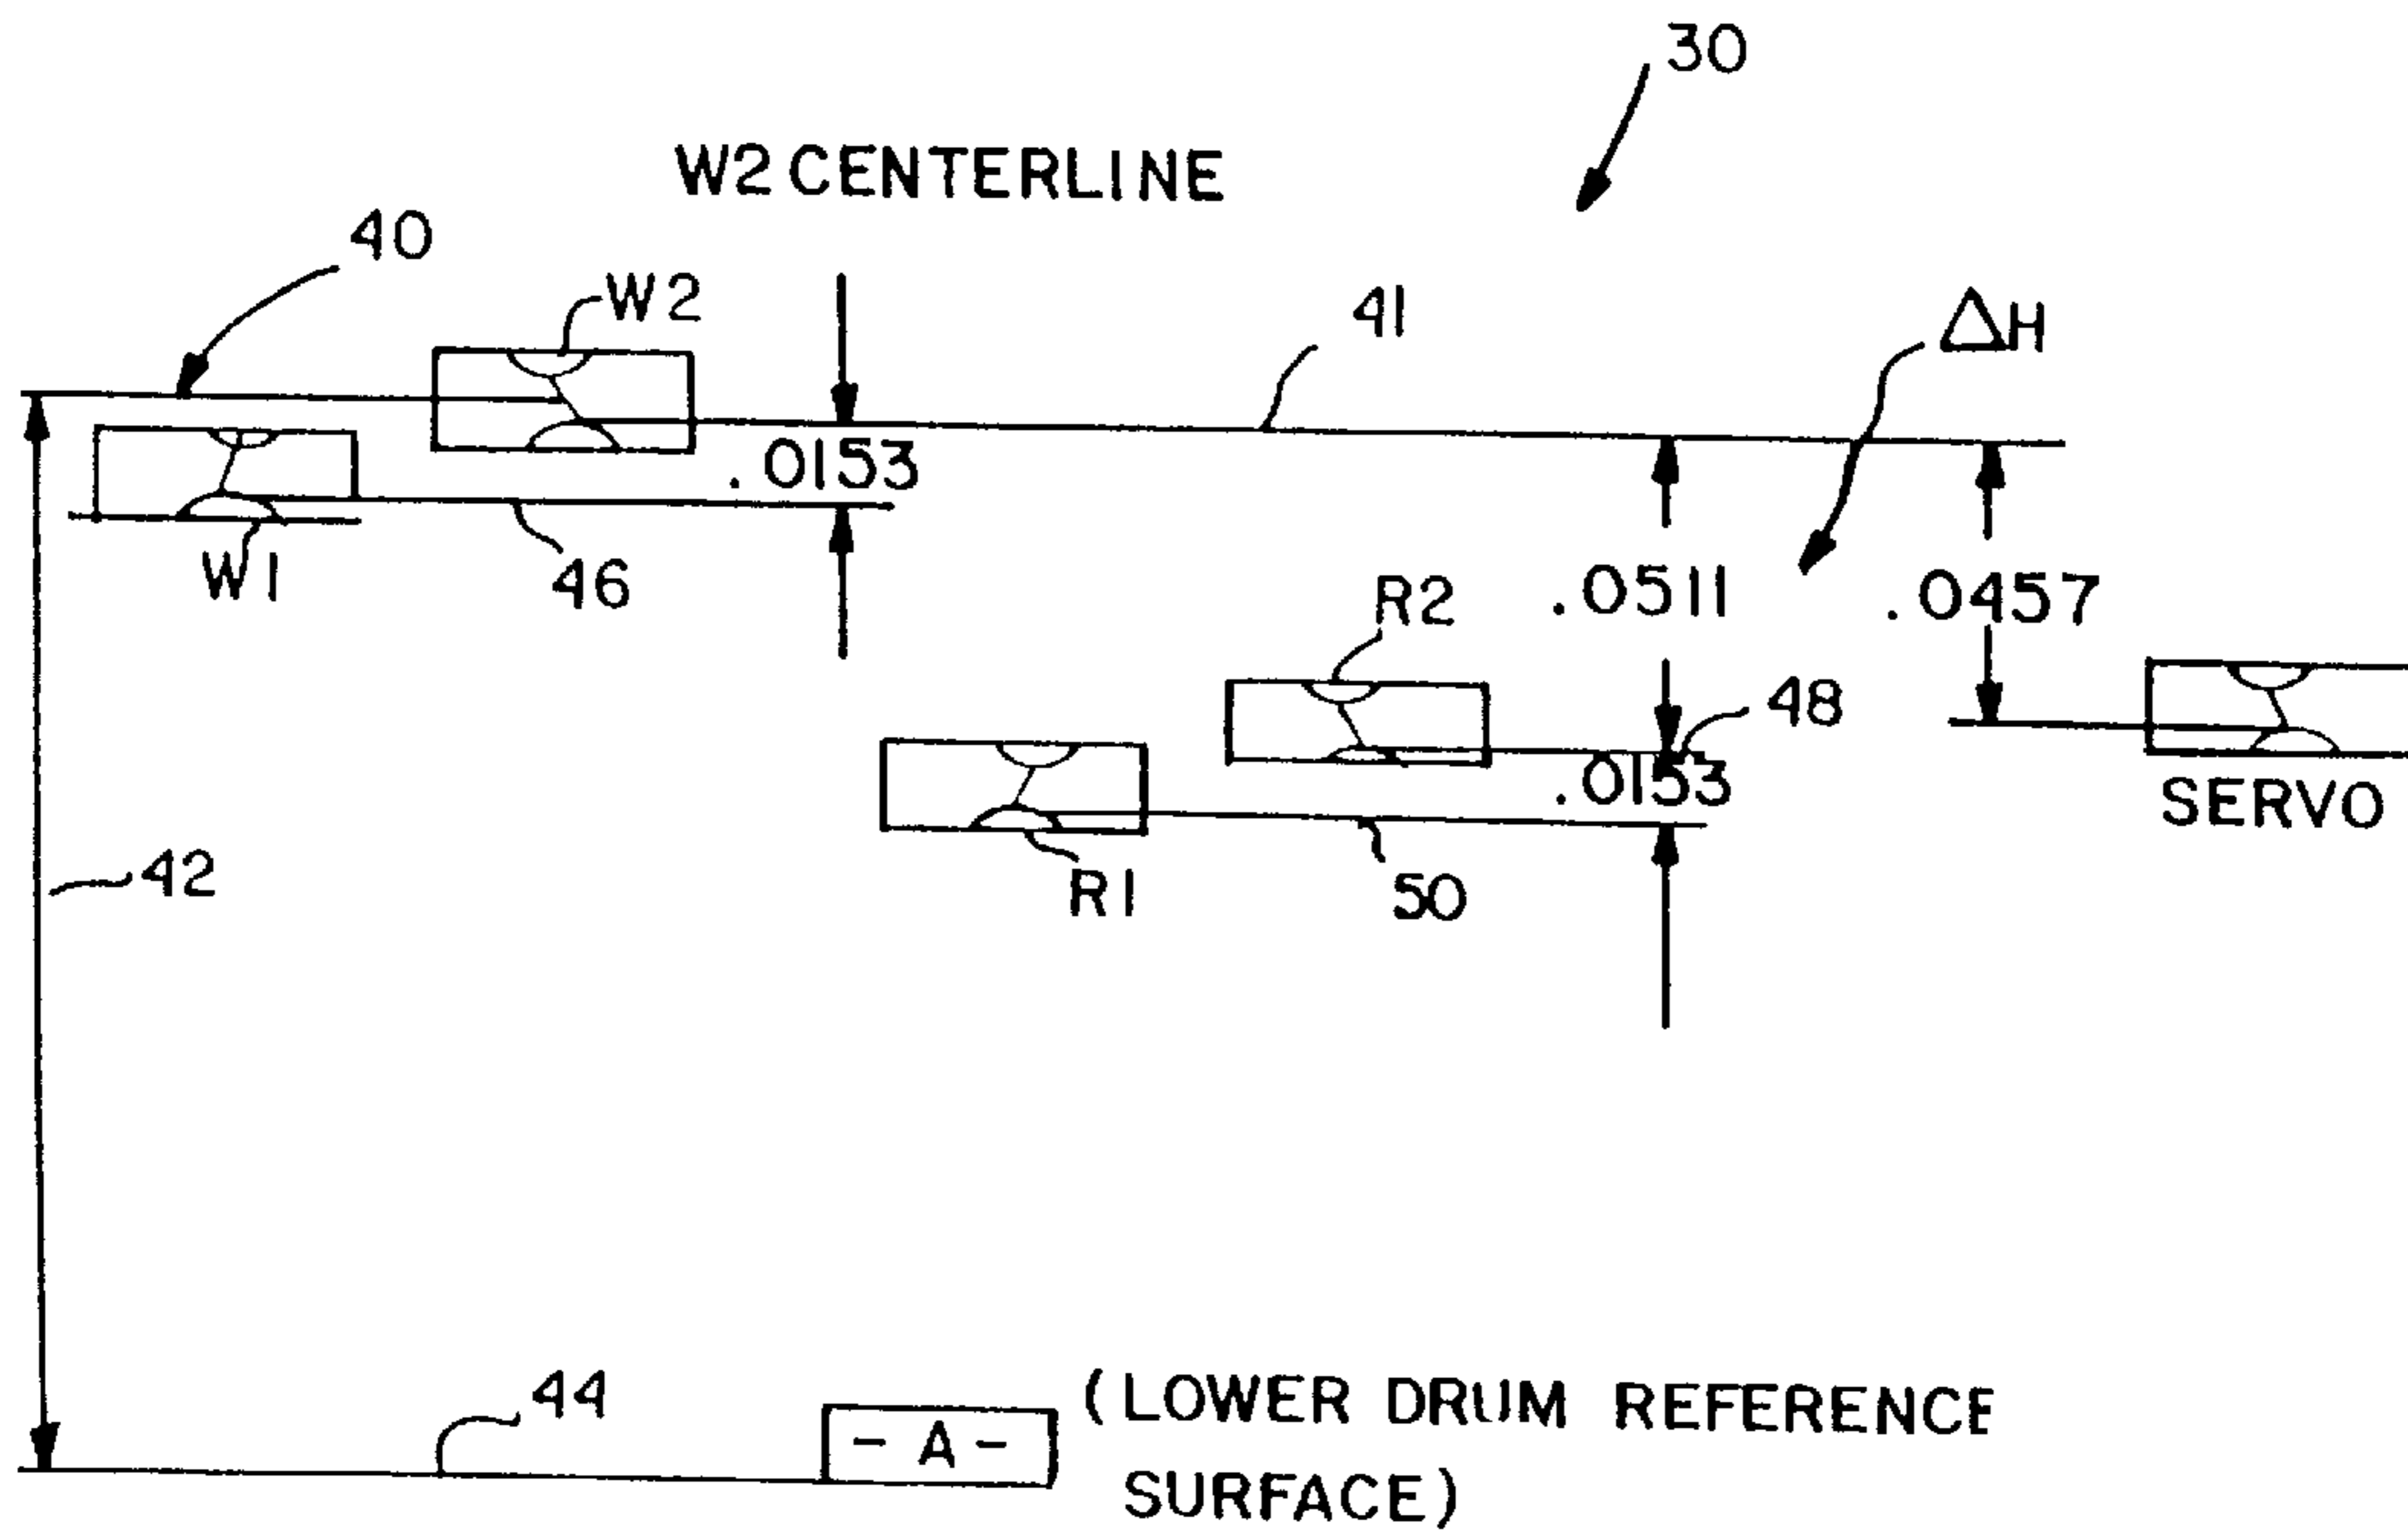 30
W2 CENTERLINE
40
W2
41
ΔH
.0153
W1
46
R2
.0511
.0457
48
.0153
SERVO
42
R1
50
44
- A -
(LOWER DRUM REFERENCE
SURFACE)